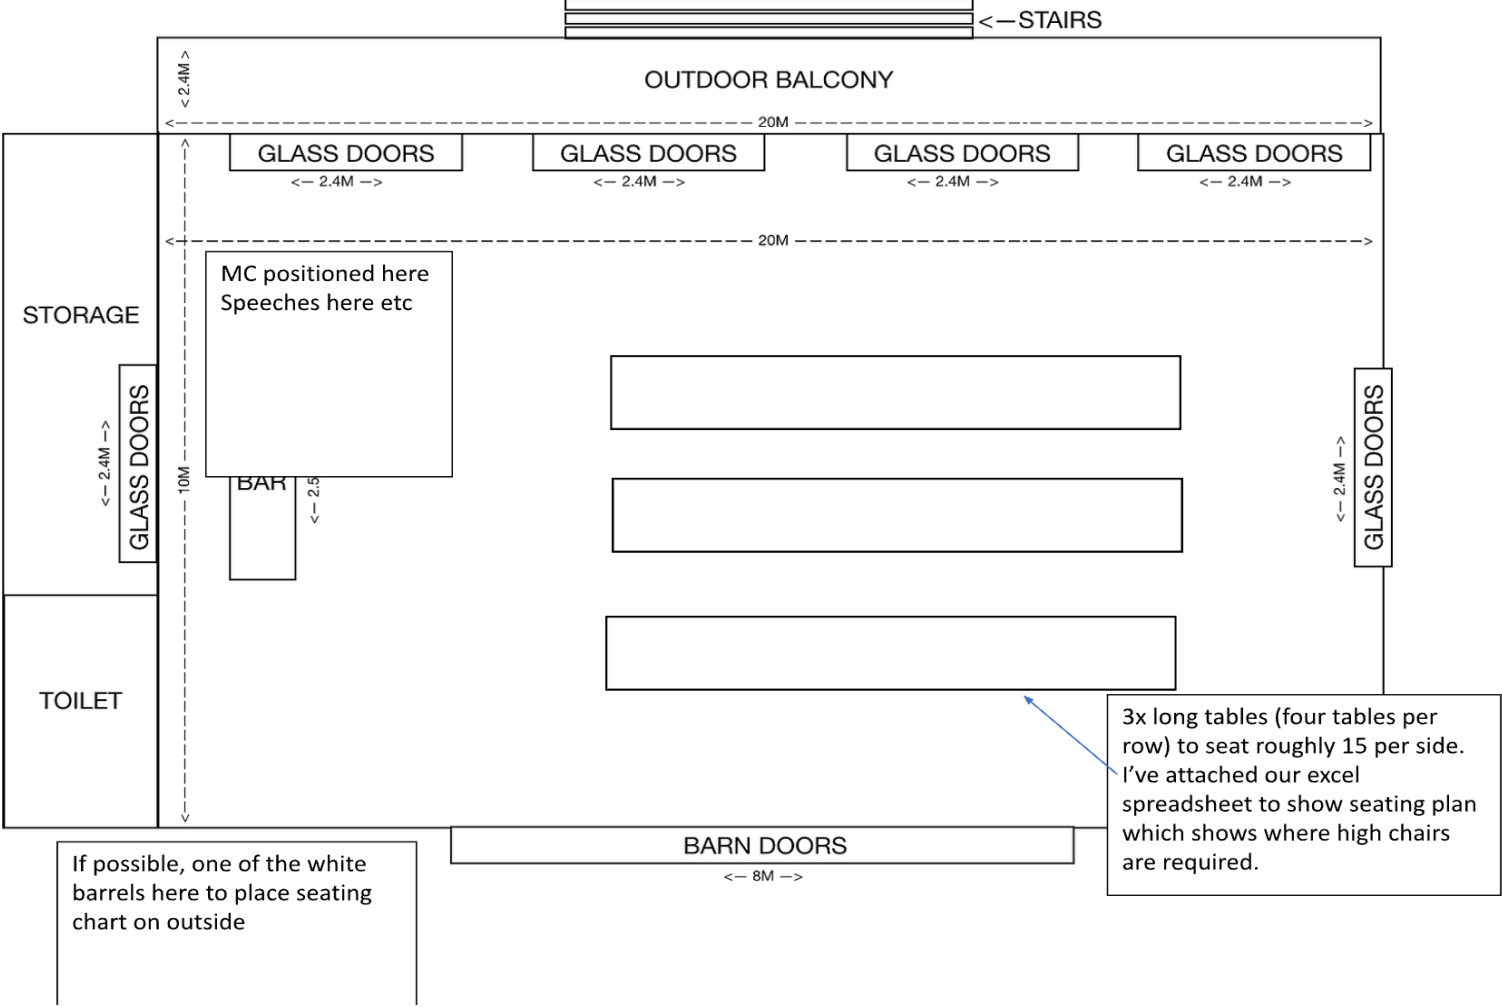 <—STAIRS
OUTDOOR BALCONY
< 2.4M >
20M
GLASS DOORS
GLASS DOORS
GLASS DOORS
GLASS DOORS
<— 2.4M —>
<— 2.4M —>
<— 2.4M —>
<— 2.4M —>
20M
MC positioned here
Speeches here etc
STORAGE
GLASS DOORS
<— 2.4M —>
10M
BAR
<— 2.5
GLASS DOORS
<— 2.4M —>
TOILET
3x long tables (four tables per
row) to seat roughly 15 per side.
I’ve attached our excel
spreadsheet to show seating plan
which shows where high chairs
are required.
BARN DOORS
<— 8M —>
If possible, one of the white
barrels here to place seating
chart on outside